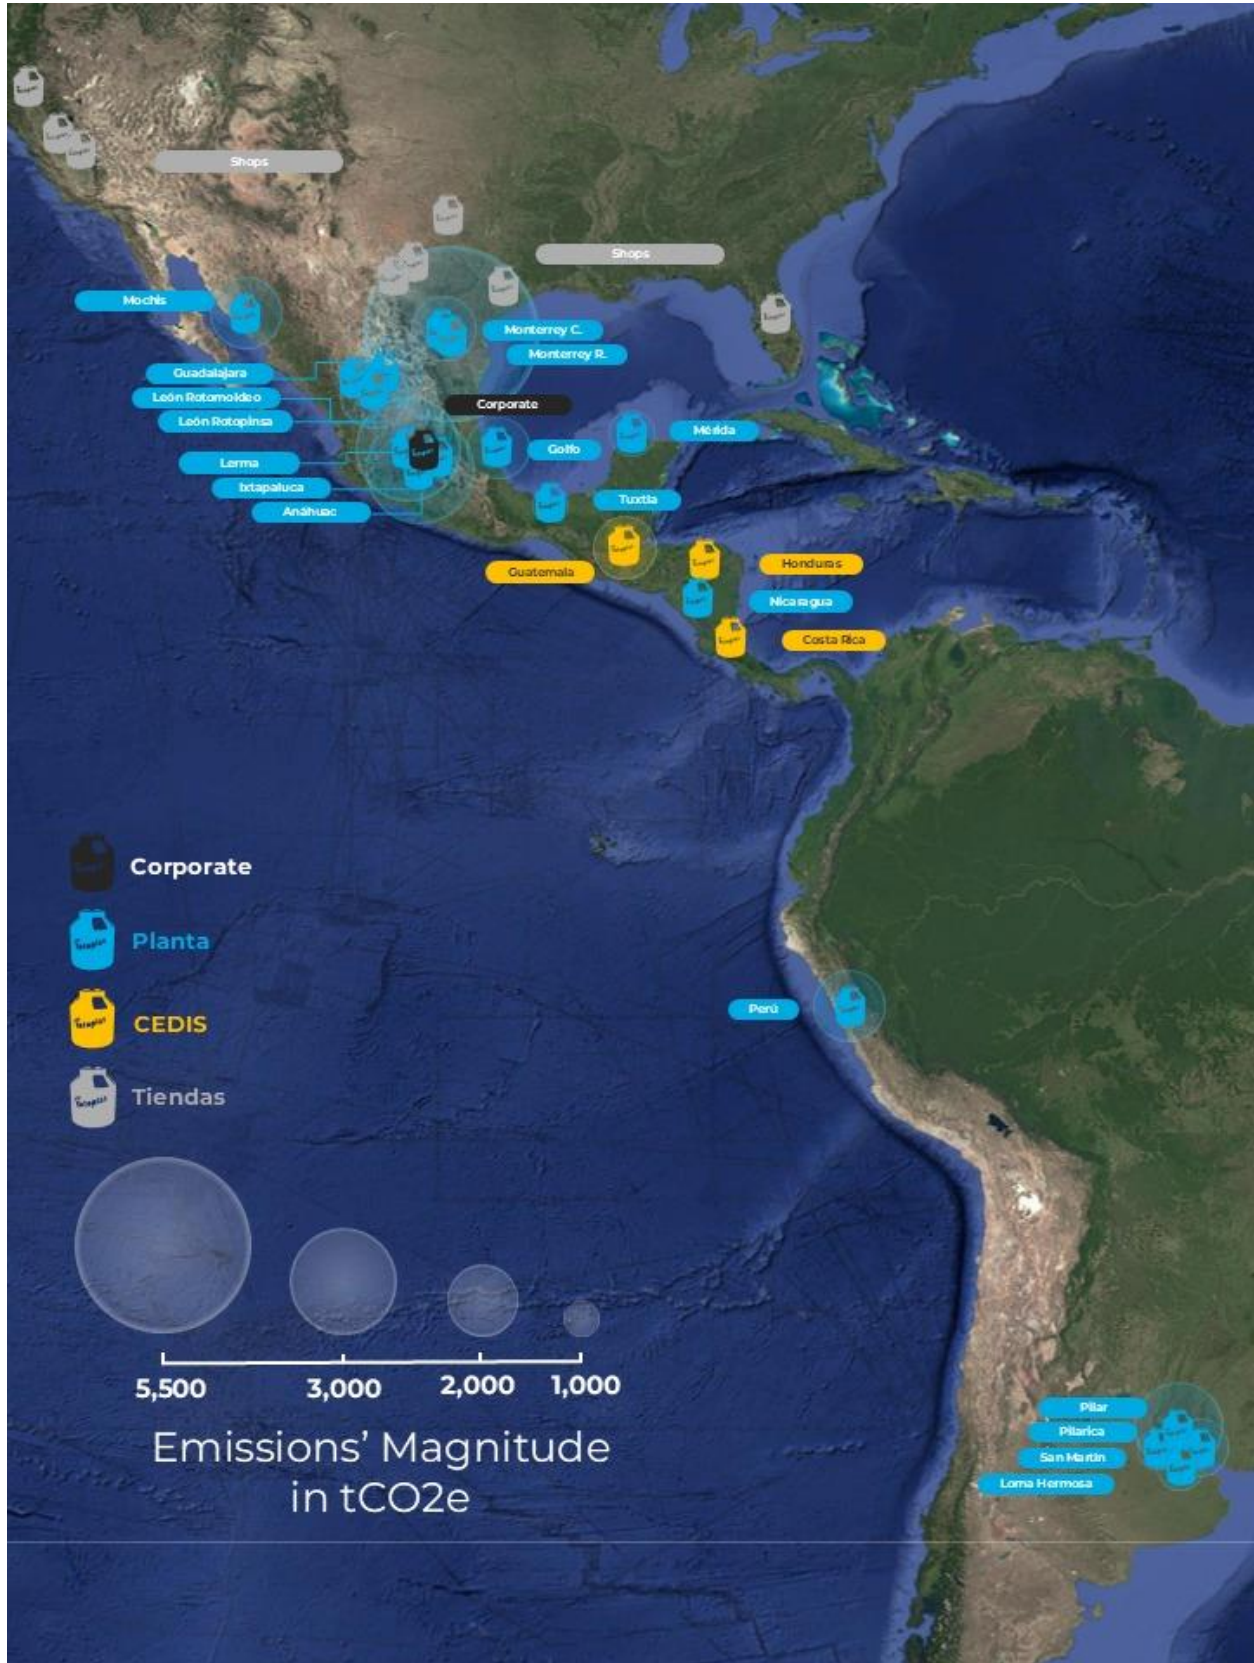 Shops
Shops
Mochis
Monterrey C.
Monterrey R.
Guadalajara
León Rotomoldeo
León Rotopinsa
Corporate
Mérida
Golfo
Lerma
Ixtapaluca
Anáhuac
Tuxtla
Guatemala
Honduras
Nicaragua
Costa Rica
Corporate
Planta
CEDIS
Tiendas
Perú
5,500
3,000
2,000
1,000
Emissions’ Magnitude
in tCO2e
Pilar
Pilarica
San Martín
Loma Hermosa